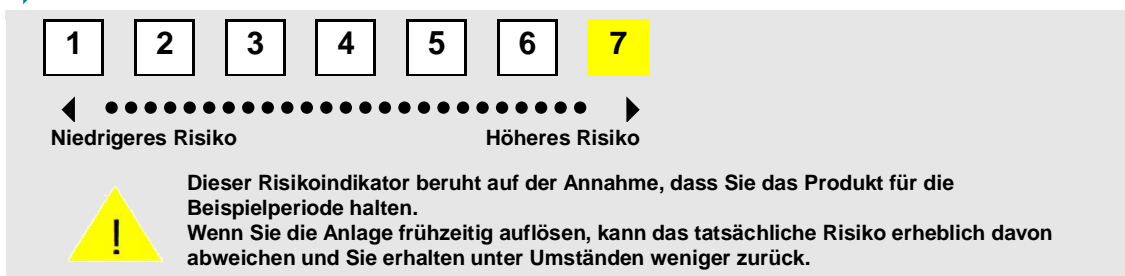 1 2 3 4 5 6 7
Niedrigeres Risiko Höheres Risiko
Dieser Risikoindikator beruht auf der Annahme, dass Sie das Produkt für die
Beispielperiode halten.
! Wenn Sie die Anlage frühzeitig auflösen, kann das tatsächliche Risiko erheblich davon
abweichen und Sie erhalten unter Umständen weniger zurück.